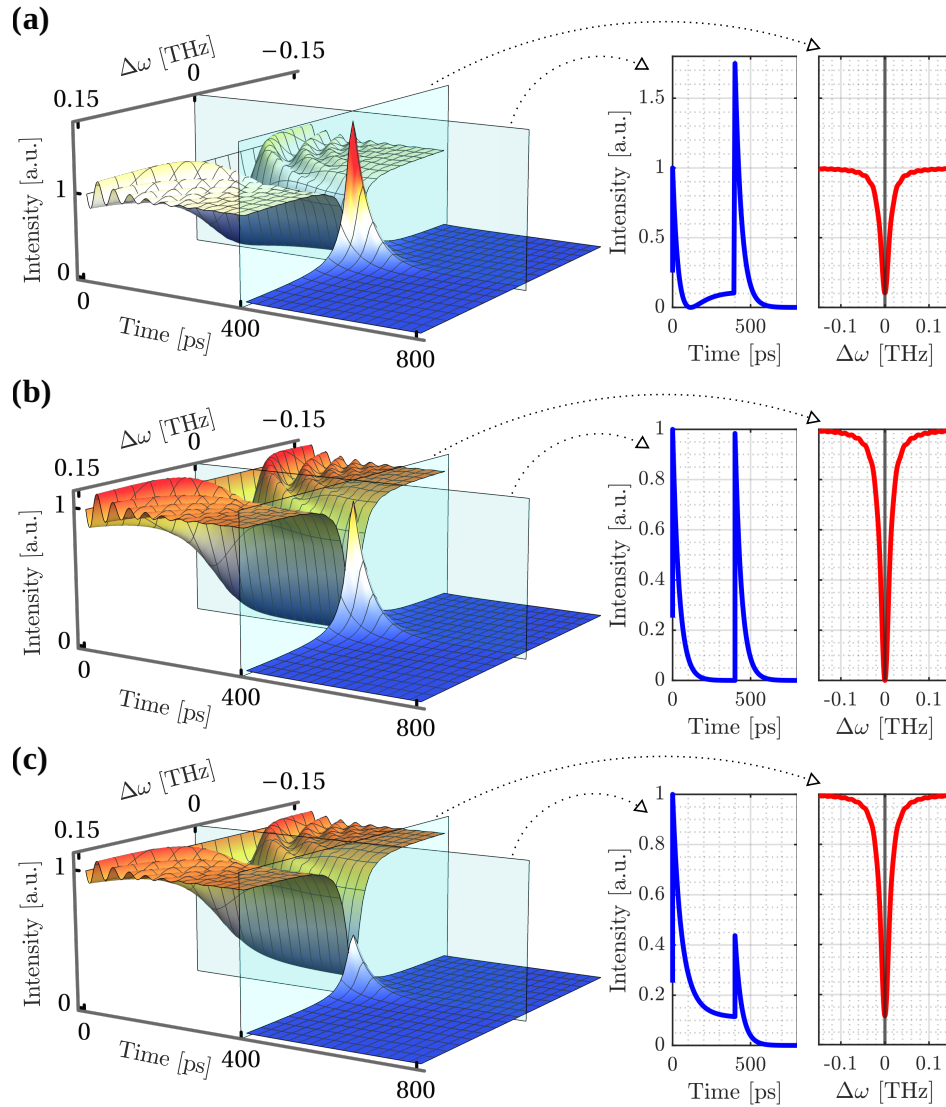 (a)
Δω [THz]
0.15
0
−0.15
Intensity [a.u.]
1
0
0
400
800
Time [ps]
Intensity [a.u.]
1.5
1
0.5
0
0
500
Time [ps]
-0.1
0
0.1
Δω [THz]
(b)
Δω [THz]
0.15
0
−0.15
Intensity [a.u.]
1
0
0
400
800
Time [ps]
Intensity [a.u.]
1
0.8
0.6
0.4
0.2
0
0
500
Time [ps]
-0.1
0
0.1
Δω [THz]
(c)
Δω [THz]
0.15
0
−0.15
Intensity [a.u.]
1
0
0
400
800
Time [ps]
Intensity [a.u.]
1
0.8
0.6
0.4
0.2
0
0
500
Time [ps]
-0.1
0
0.1
Δω [THz]